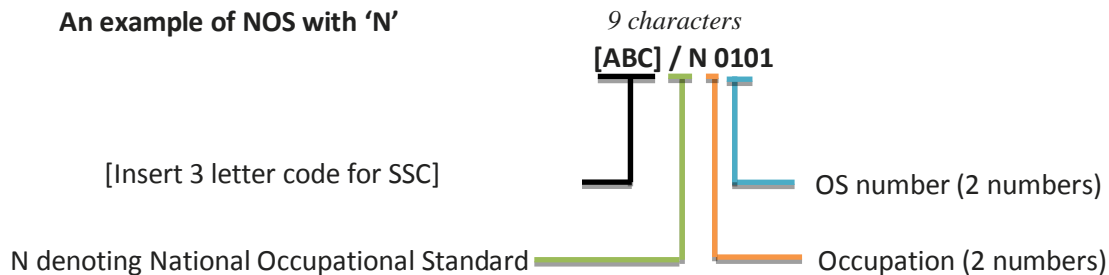 An example of NOS with ‘N’
9 characters
[ABC] / N 0101
[Insert 3 letter code for SSC]
OS number (2 numbers)
N denoting National Occupational Standard
Occupation (2 numbers)